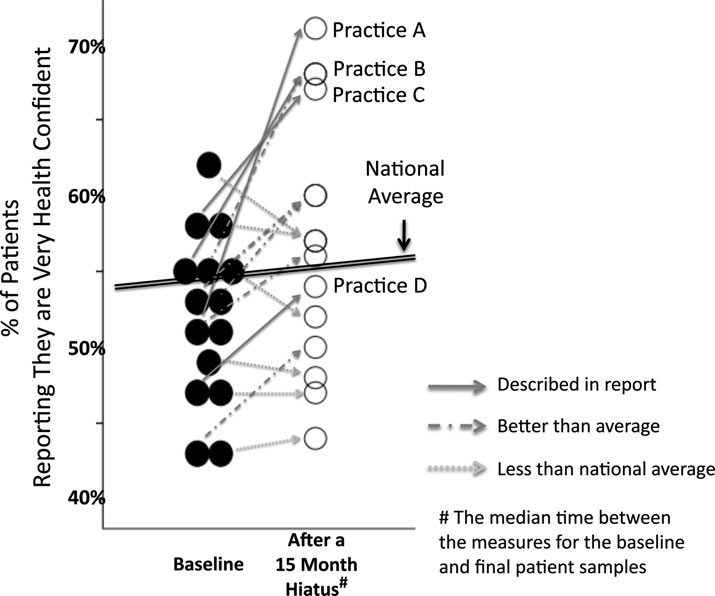 % of Patients
Reporting They are Very Health Confident
70%
60%
50%
40%
Practice A
Practice B
Practice C
National
Average
Practice D
Described in report
Better than average
Less than national average
# The median time between
the measures for the baseline
and final patient samples
Baseline
After a
15 Month
Hiatus#